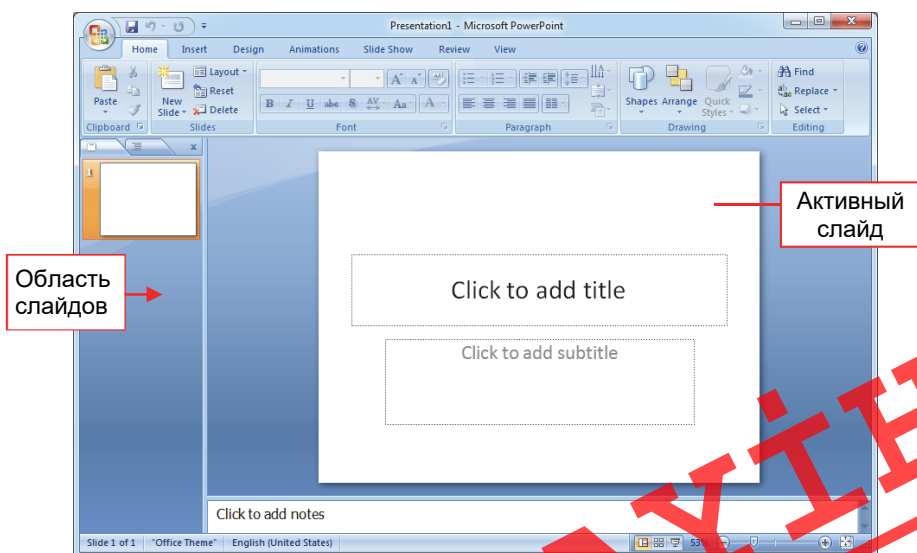 Presentation1 - Microsoft PowerPoint
Home Insert Design Animations Slide Show Review View
Paste
New
Slide
Layout
Reset
Delete
Shapes Arrange Quick
Styles
Find
Replace
Select
Clipboard Slides Font Paragraph Drawing Editing
1
Активный
слайд
Область
слайдов
Click to add title
Click to add subtitle
Click to add notes
Slide 1 of 1 "Office Theme" English (United States) 53%